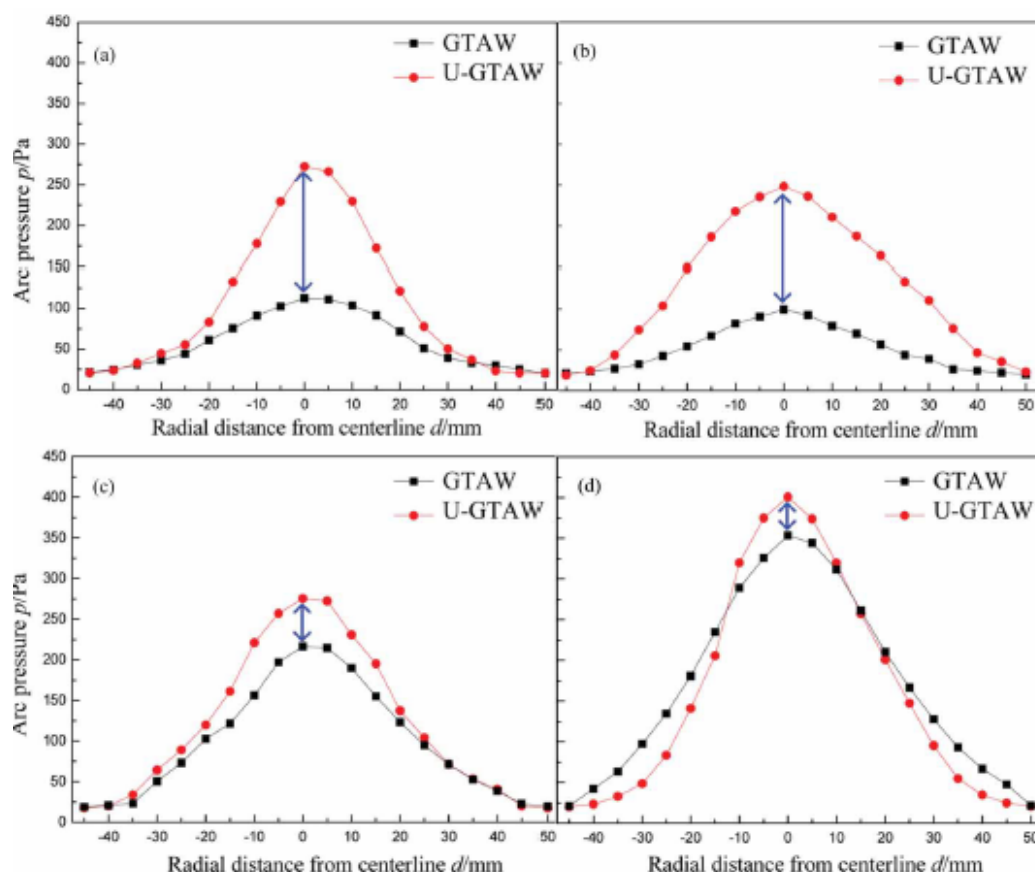 (a)
GTAW
U-GTAW
(b)
GTAW
U-GTAW
450
400
350
300
250
200
150
100
50
0
Arc pressure p/Pa
-40 -30 -20 -10 0 10 20 30 40 50
-40 -30 -20 -10 0 10 20 30 40 50
Radial distance from centerline d/mm
Radial distance from centerline d/mm
(c)
GTAW
U-GTAW
(d)
GTAW
U-GTAW
450
400
350
300
250
200
150
100
50
0
Arc pressure p/Pa
-40 -30 -20 -10 0 10 20 30 40 50
-40 -30 -20 -10 0 10 20 30 40 50
Radial distance from centerline d/mm
Radial distance from centerline d/mm